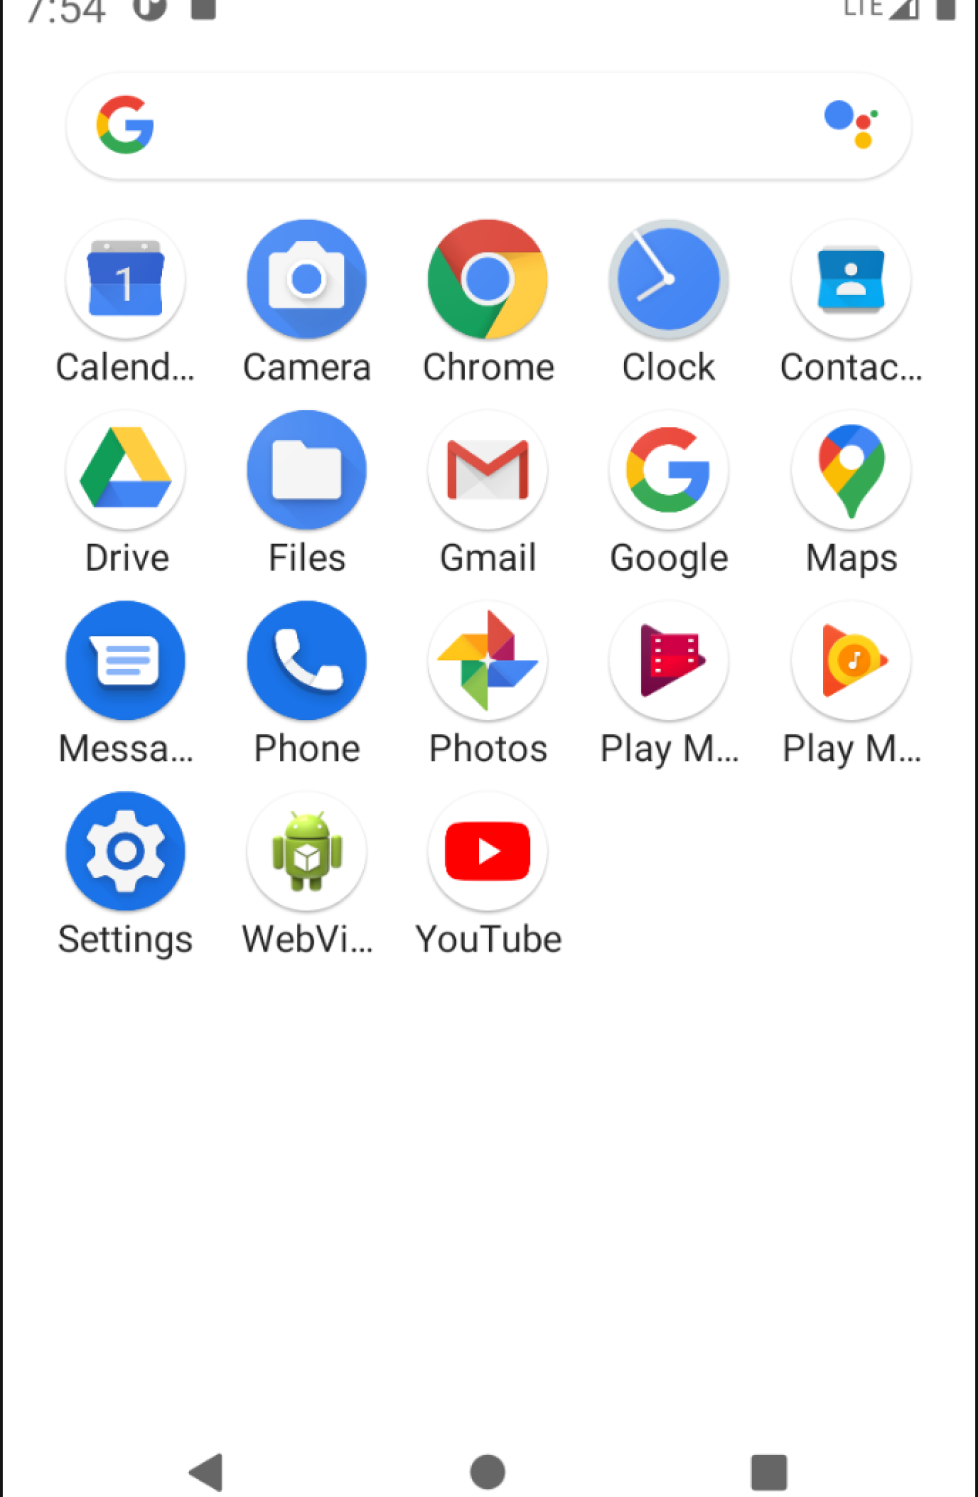 7:54 LTE
1
Calend... Camera Chrome Clock Contac...
Drive Files Gmail Google Maps
Messa... Phone Photos Play M... Play M...
Settings WebVi... YouTube